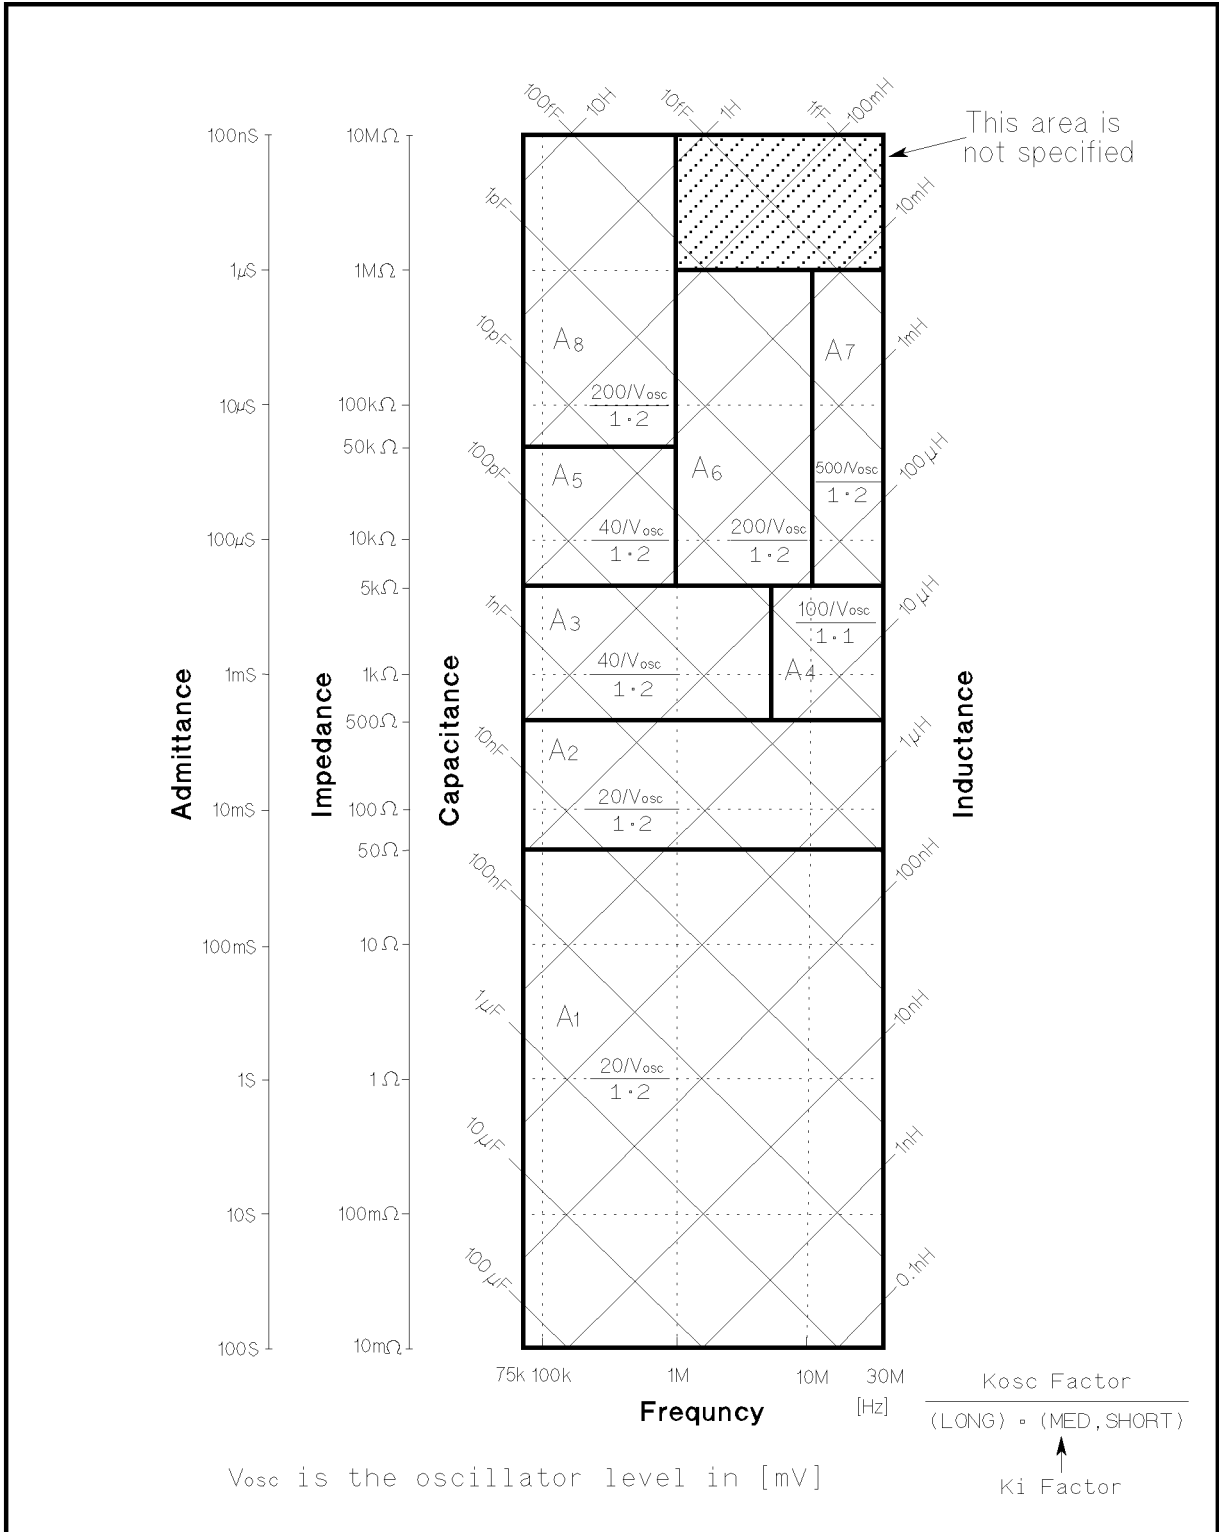 100fF 10H 10fF 1H 1fF 100mH
This area is
not specified
100nS 10MΩ
1pF 10mH
1μS 1MΩ
10pF A8 A7 1mH
10μS 100kΩ 200/Vosc
1・2
50kΩ
100pF A5 A6 500/Vosc 100μH
1・2
100μS 10kΩ 40/Vosc 200/Vosc
1・2 1・2
5kΩ
1nF A3 100/Vosc 10μH
1・1
1mS 1kΩ 40/Vosc A4
1・2
500Ω
10nF A2 1μH
10mS 100Ω 20/Vosc
1・2
50Ω
100nF 100nH
100mS 10Ω
1μF A1 10nH
1S 1Ω 20/Vosc
1・2
10μF 1nH
10S 100mΩ
100μF 0.1nH
100S 10mΩ
Admittance
Impedance
Capacitance
Inductance
75k 100k 1M 10M 30M
Frequncy [Hz]
Kosc Factor
(LONG) ▫ (MED,SHORT)
Ki Factor
Vosc is the oscillator level in [mV]